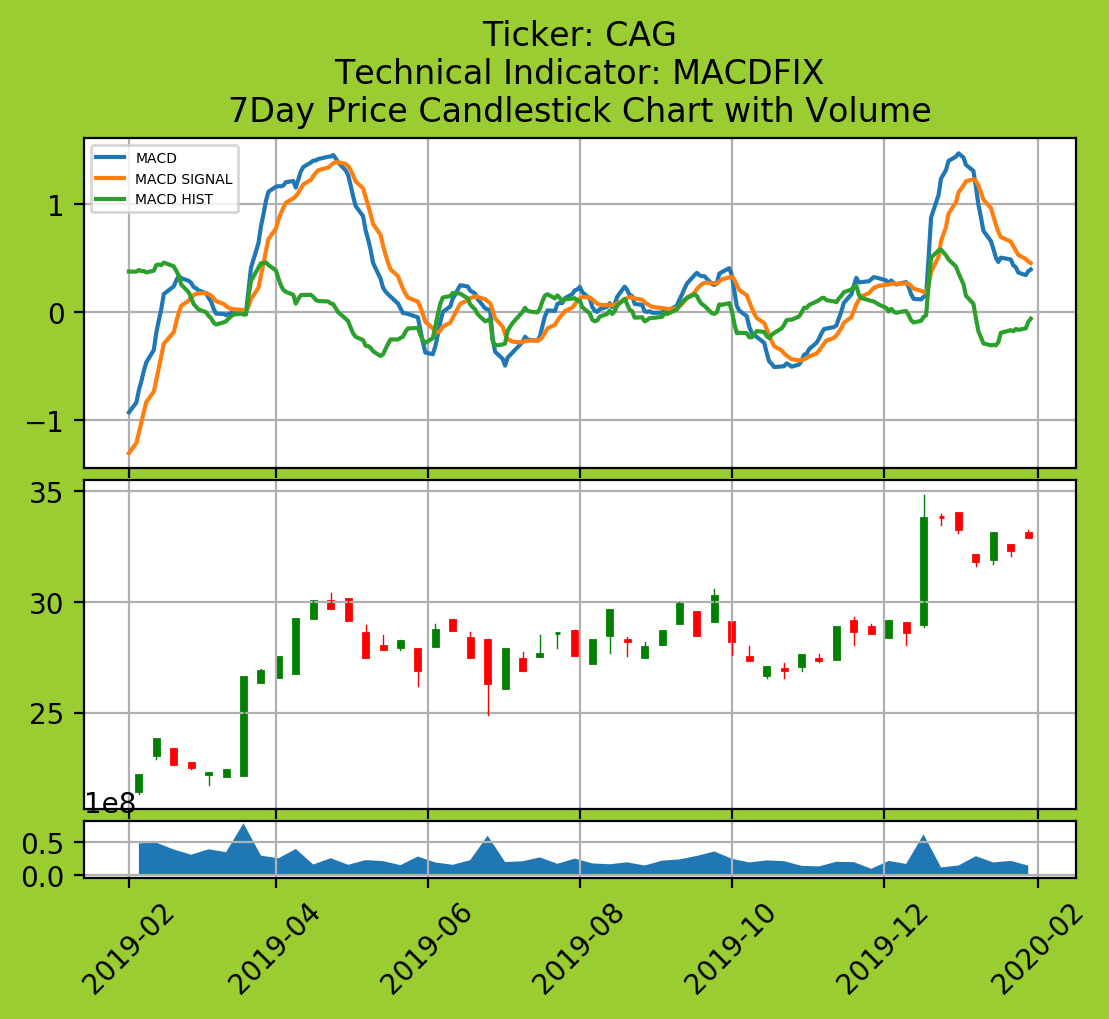 Ticker: CAG
Technical Indicator: MACDFIX
7Day Price Candlestick Chart with Volume
MACD
MACD SIGNAL
MACD HIST
1
0
−1
35
30
25
1e8
0.5
0.0
2019-02
2019-04
2019-06
2019-08
2019-10
2019-12
2020-02